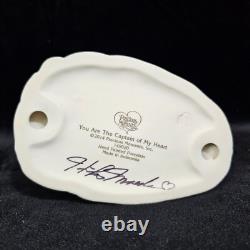 Precious
Moments
You Are The Captain of My Heart
©2014 Precious Moments, Inc.
Hand Painted Porcelain
Made in Indonesia